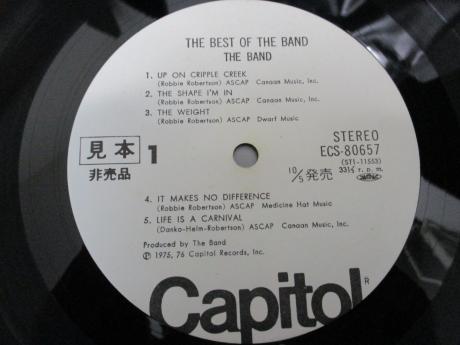 THE BEST OF THE BAND
THE BAND
1. UP ON CRIPPLE CREEK
(Robbie Robertson) ASCAP Canaan Music, Inc.
2. THE SHAPE I'M IN
(Robbie Robertson) ASCAP Canaan Music, Inc.
3. THE WEIGHT
(Robbie Robertson) ASCAP Dwarf Music
見本 1
非売品
STEREO
ECS-80657
(ST1-11553)
10/5発売 33⅓ r.p.m.
4. IT MAKES NO DIFFERENCE
(Robbie Robertson) ASCAP Medicine Hat Music
5. LIFE IS A CARNIVAL
(Danko-Helm-Robertson) ASCAP Canaan Music, Inc.
Produced by The Band
Ⓟ 1975, 76 Capitol Records, Inc.
Capitol®